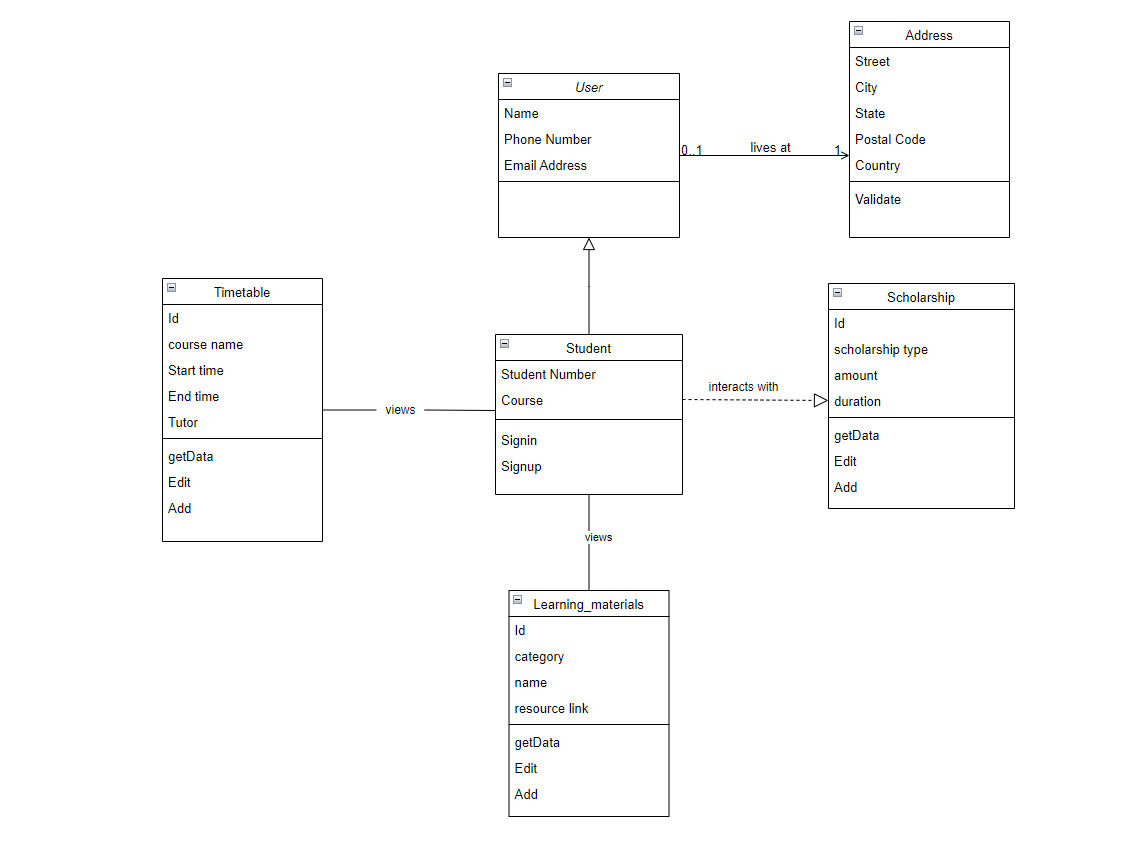 Address
Street
City
State
Postal Code
Country
Validate
User
Name
Phone Number
Email Address
0..1
lives at
1
Timetable
Id
course name
Start time
End time
Tutor
getData
Edit
Add
views
Student
Student Number
Course
Signin
Signup
interacts with
Scholarship
Id
scholarship type
amount
duration
getData
Edit
Add
views
Learning_materials
Id
category
name
resource link
getData
Edit
Add